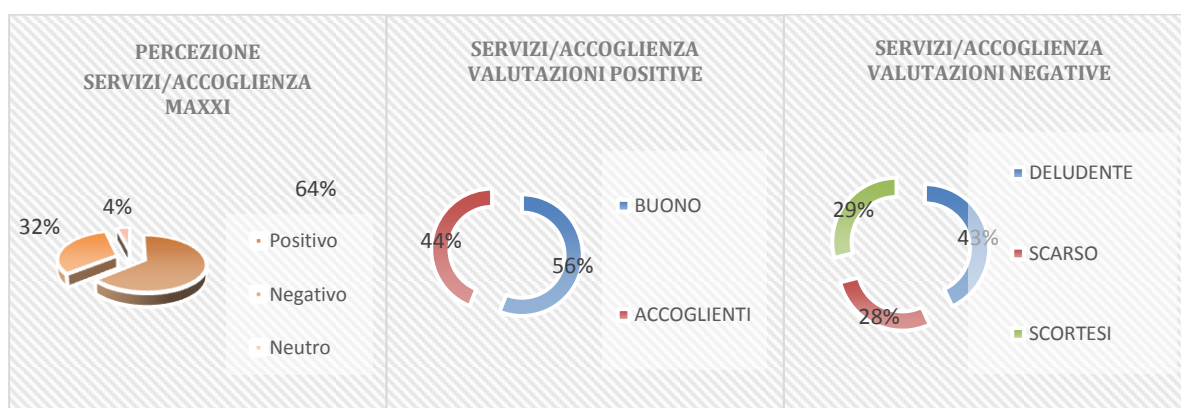 PERCEZIONE
SERVIZI/ACCOGLIENZA
MAXXI
64%
4%
32%
Positivo
Negativo
Neutro
SERVIZI/ACCOGLIENZA
VALUTAZIONI POSITIVE
44%
56%
BUONO
ACCOGLIENTI
SERVIZI/ACCOGLIENZA
VALUTAZIONI NEGATIVE
29%
43%
28%
DELUDENTE
SCARSO
SCORTESI